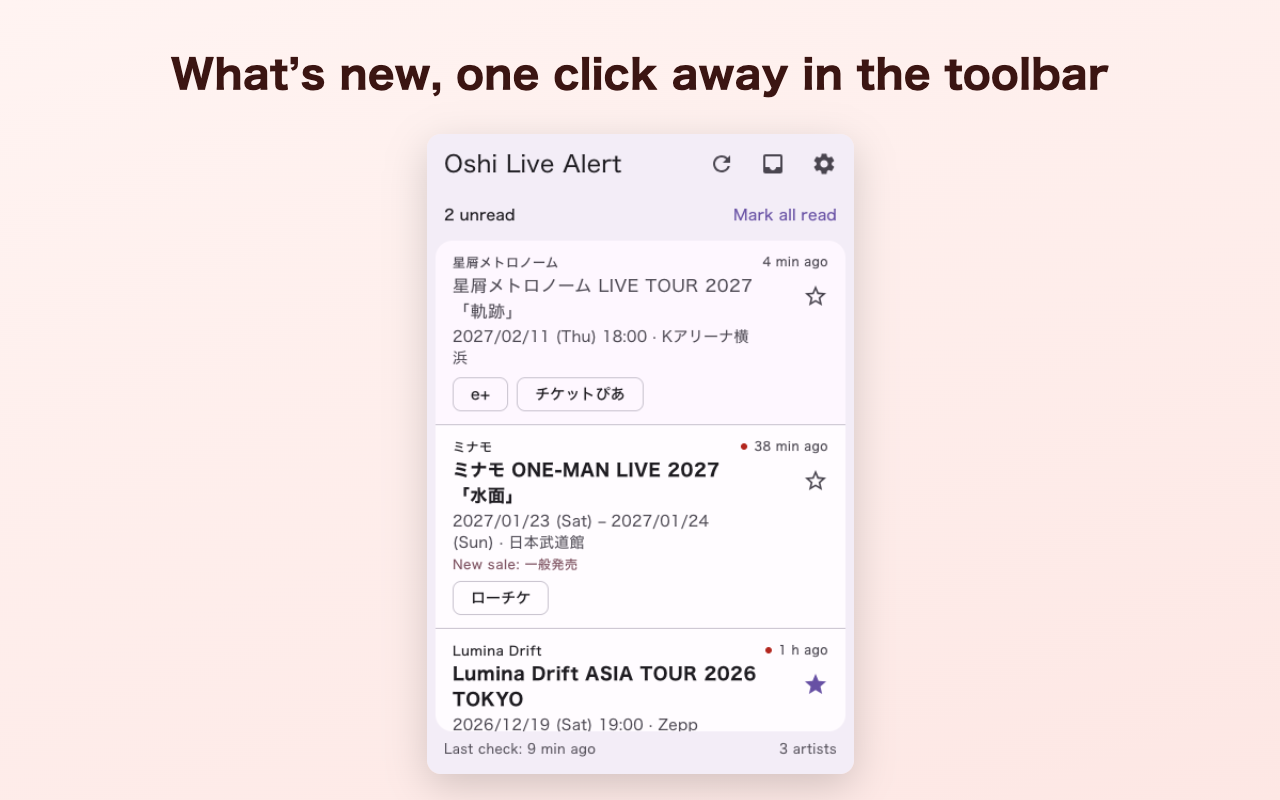 What’s new, one click away in the toolbar
Oshi Live Alert
2 unread
Mark all read
星屑メトロノーム
4 min ago
星屑メトロノーム LIVE TOUR 2027
「軌跡」
2027/02/11 (Thu) 18:00 · Kアリーナ横
浜
e+
チケットぴあ
ミナモ
38 min ago
ミナモ ONE-MAN LIVE 2027
「水面」
2027/01/23 (Sat) – 2027/01/24
(Sun) · 日本武道館
New sale: 一般発売
ローチケ
Lumina Drift
1 h ago
Lumina Drift ASIA TOUR 2026
TOKYO
2026/12/19 (Sat) 19:00 · Zepp
Last check: 9 min ago
3 artists